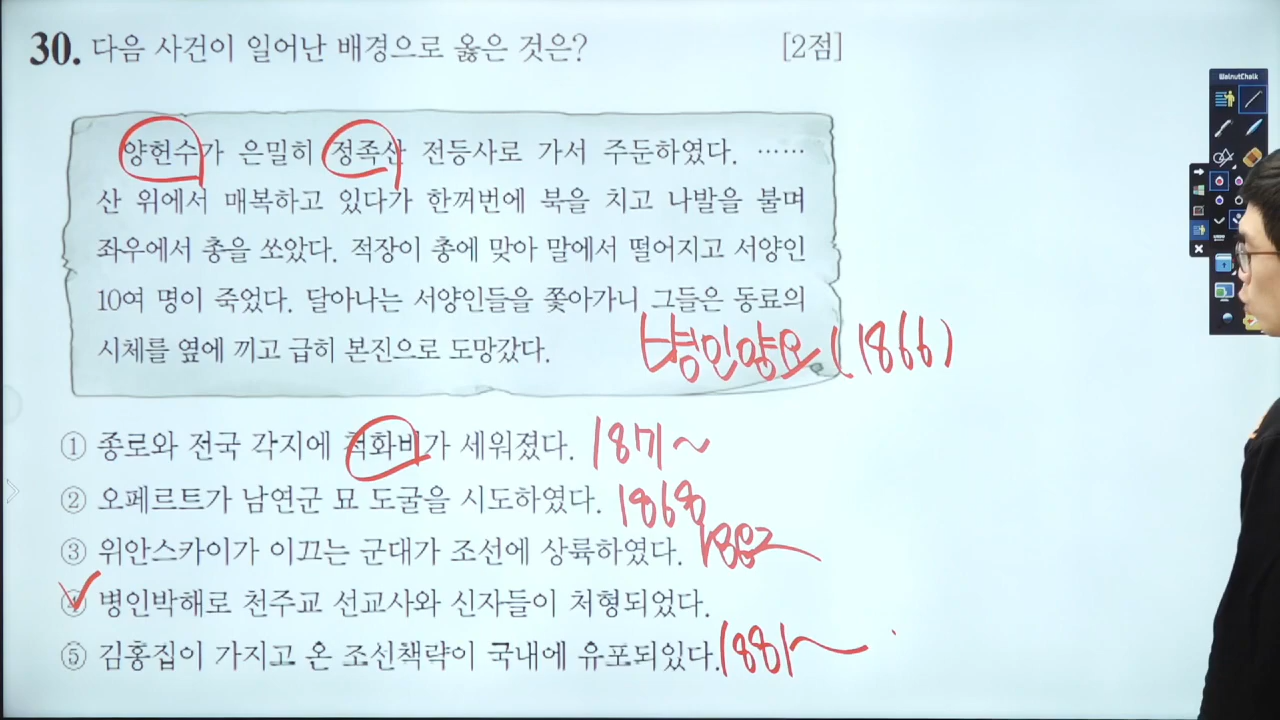 30. 다음 사건이 일어난 배경으로 옳은 것은? [2점]
WalnutChalk
양헌수가 은밀히 정족산 전등사로 가서 주둔하였다. ……
산 위에서 매복하고 있다가 한꺼번에 북을 치고 나발을 불며
좌우에서 총을 쏘았다. 적장이 총에 맞아 말에서 떨어지고 서양인
10여 명이 죽었다. 달아나는 서양인들을 쫓아가니 그들은 동료의
시체를 옆에 끼고 급히 본진으로 도망갔다.
병인양요 (1866)
① 종로와 전국 각지에 척화비가 세워졌다. 1871~
② 오페르트가 남연군 묘 도굴을 시도하였다. 1868
③ 위안스카이가 이끄는 군대가 조선에 상륙하였다. 1882
④ 병인박해로 천주교 선교사와 신자들이 처형되었다.
⑤ 김홍집이 가지고 온 조선책략이 국내에 유포되었다. 1881~